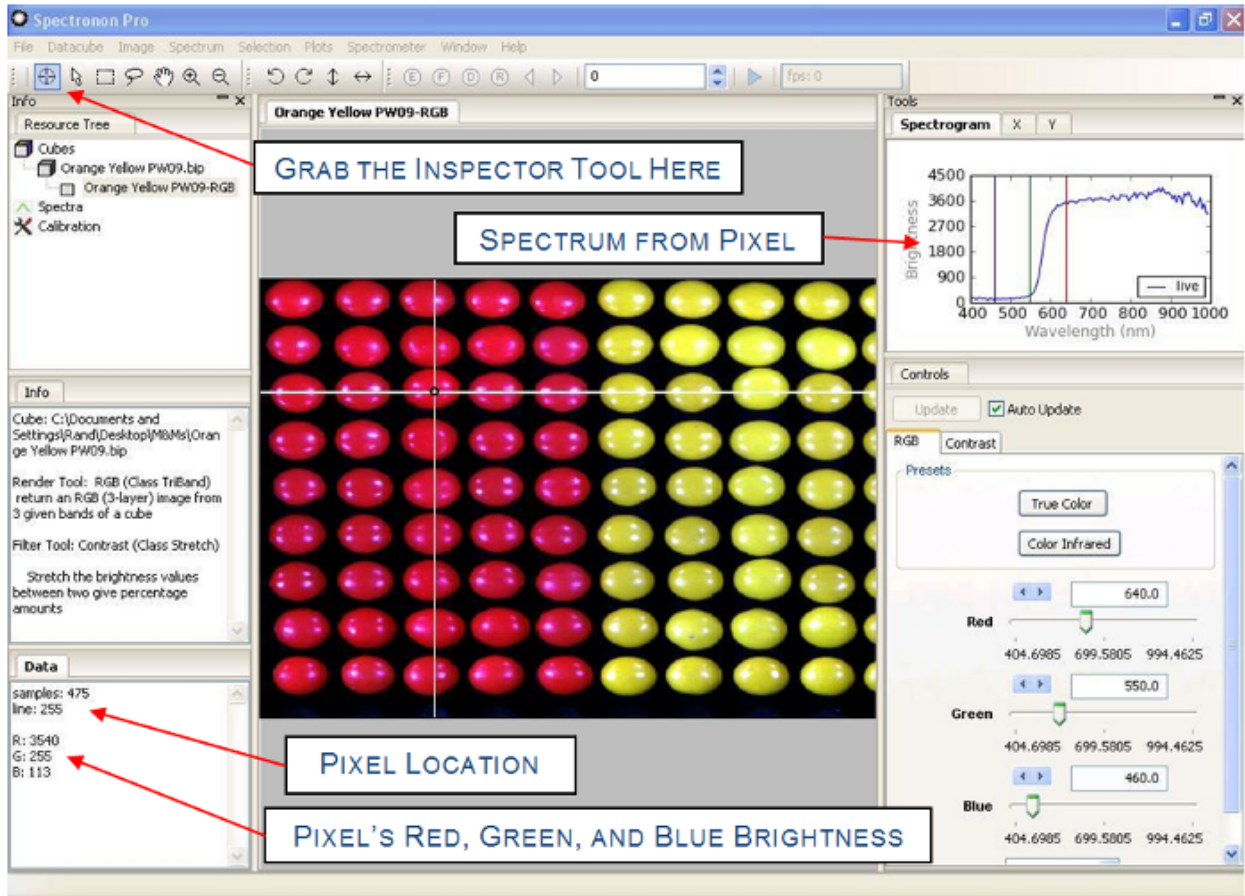 Spectronon Pro
File Datacube Image Spectrum Selection Plots Spectrometer Window Help
E F D R 0 fps: 0
Info
Resource Tree
Cubes
Orange Yellow PW09.bip
Orange Yellow PW09-RGB
Spectra
Calibration
Info
Cube: C:\Documents and
Settings\Rand\Desktop\M&Ms\Oran
ge Yellow PW09.bip
Render Tool: RGB (Class TriBand)
return an RGB (3-layer) image from
3 given bands of a cube
Filter Tool: Contrast (Class Stretch)
Stretch the brightness values
between two give percentage
amounts
Data
samples: 475
line: 255
R: 3540
G: 255
B: 113
Orange Yellow PW09-RGB
GRAB THE INSPECTOR TOOL HERE
SPECTRUM FROM PIXEL
PIXEL LOCATION
PIXEL'S RED, GREEN, AND BLUE BRIGHTNESS
Tools
Spectrogram X Y
4500
3600
2700
1800
900
0
Brightness
live
400 500 600 700 800 900 1000
Wavelength (nm)
Controls
Update Auto Update
RGB Contrast
Presets
True Color
Color Infrared
640.0
Red
404.6985 699.5805 994.4625
550.0
Green
404.6985 699.5805 994.4625
460.0
Blue
404.6985 699.5805 994.4625